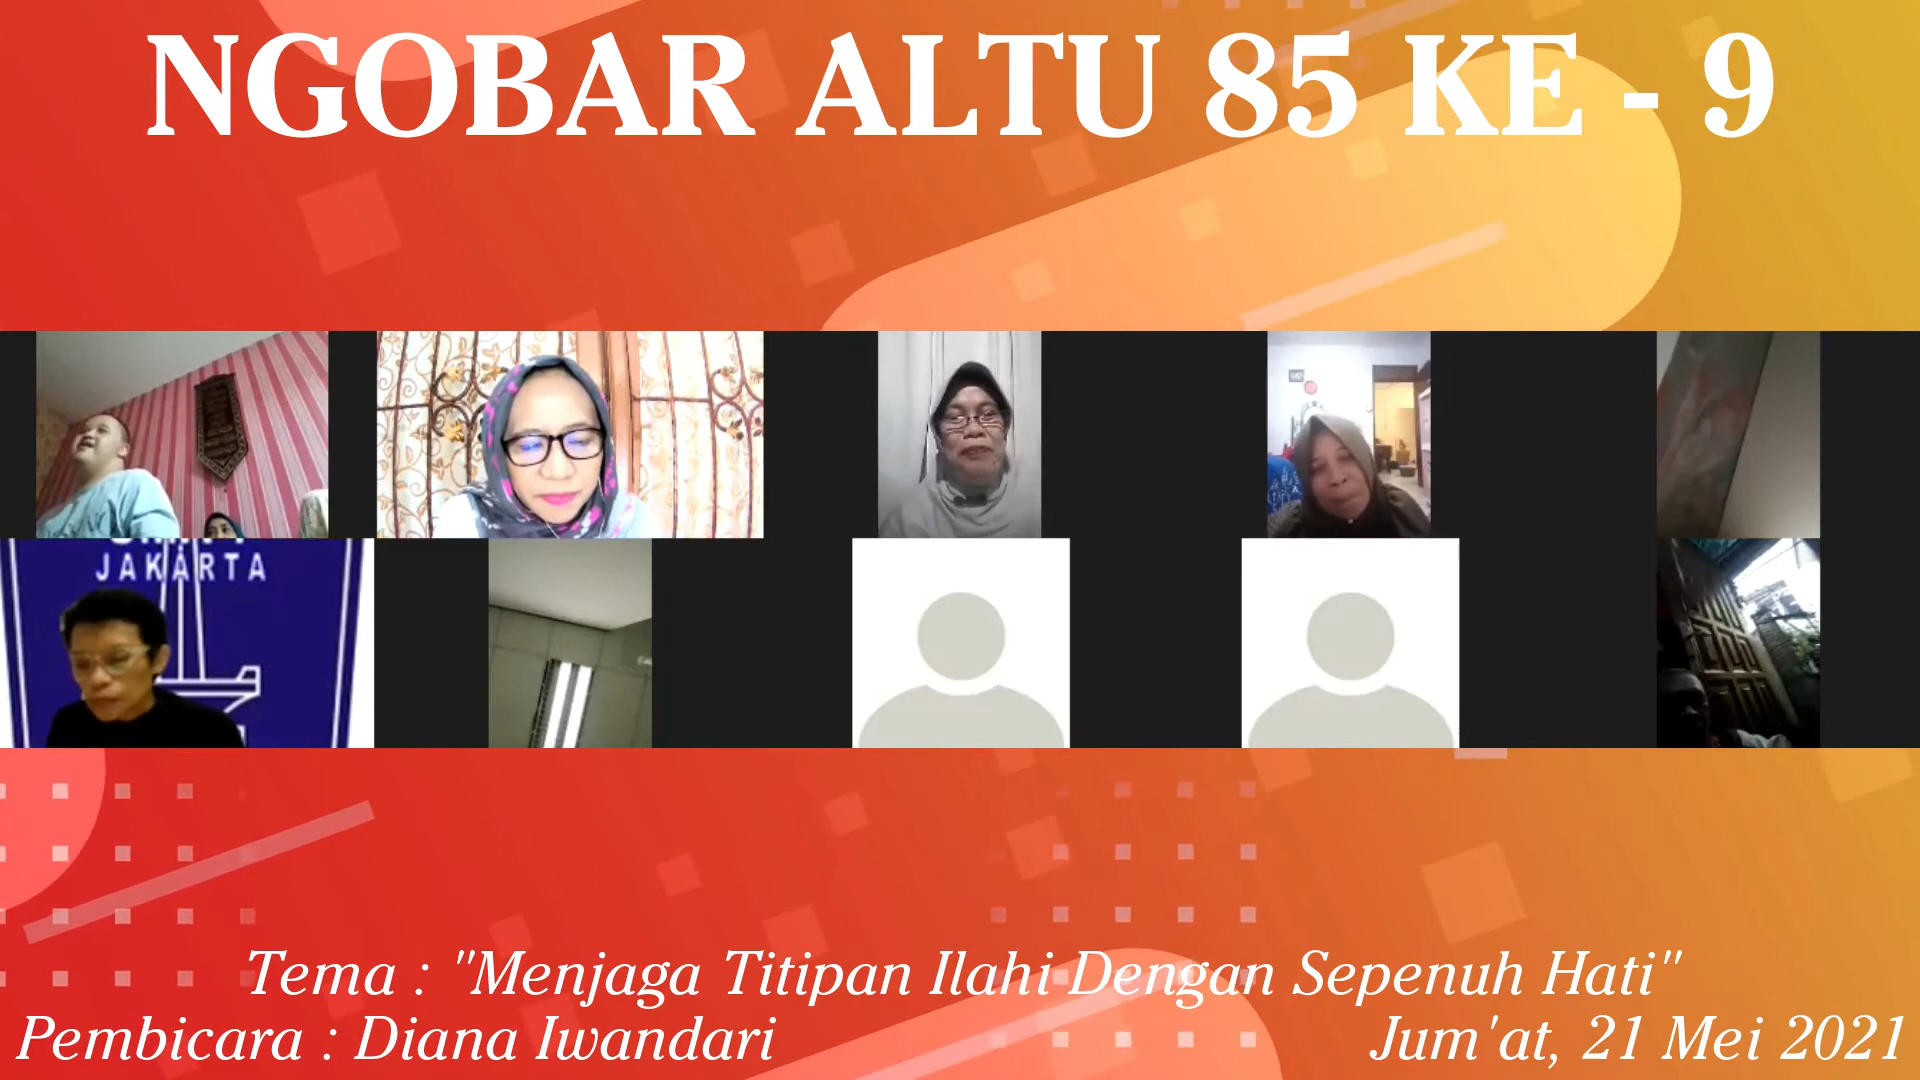 NGOBAR ALTU 85 KE - 9
JAKARTA
Tema : "Menjaga Titipan Ilahi Dengan Sepenuh Hati"
Pembicara : Diana Iwandari
Jum'at, 21 Mei 2021